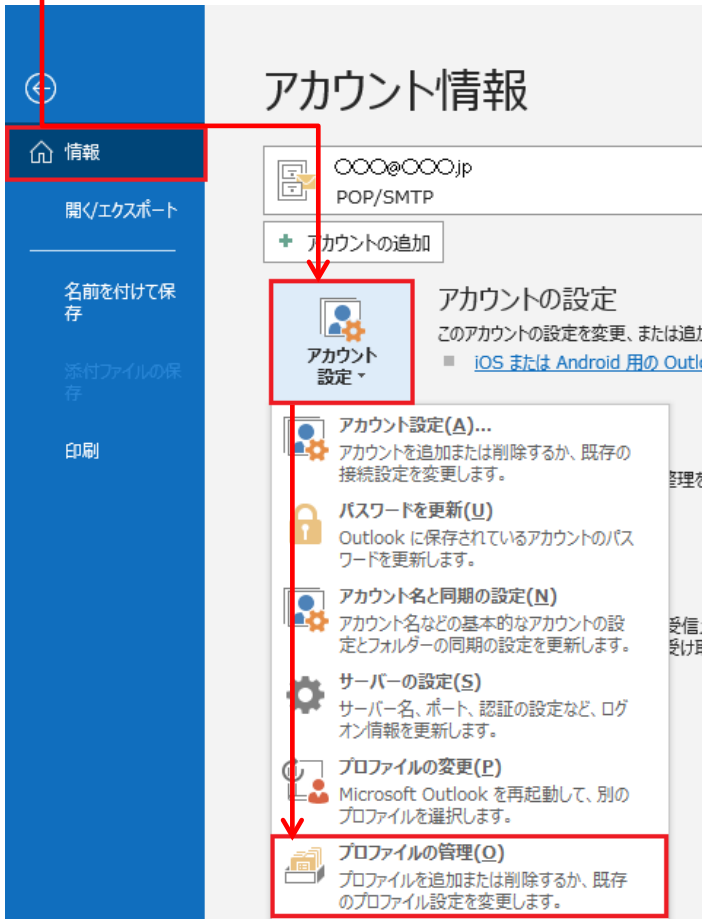 アカウント情報
情報
開く/エクスポート
名前を付けて保
存
添付ファイルの保
存
印刷
〇〇〇@〇〇〇.jp
POP/SMTP
アカウントの追加
アカウント
設定
アカウントの設定
このアカウントの設定を変更、または追加
iOS または Android 用の Outlo
アカウント設定(A)...
アカウントを追加または削除するか、既存の
接続設定を変更します。
パスワードを更新(U)
Outlook に保存されているアカウントのパス
ワードを更新します。
アカウント名と同期の設定(N)
アカウント名などの基本的なアカウントの設
定とフォルダーの同期の設定を更新します。
サーバーの設定(S)
サーバー名、ポート、認証の設定など、ログ
オン情報を更新します。
プロファイルの変更(P)
Microsoft Outlook を再起動して、別の
プロファイルを選択します。
プロファイルの管理(O)
プロファイルを追加または削除するか、既存
のプロファイル設定を変更します。